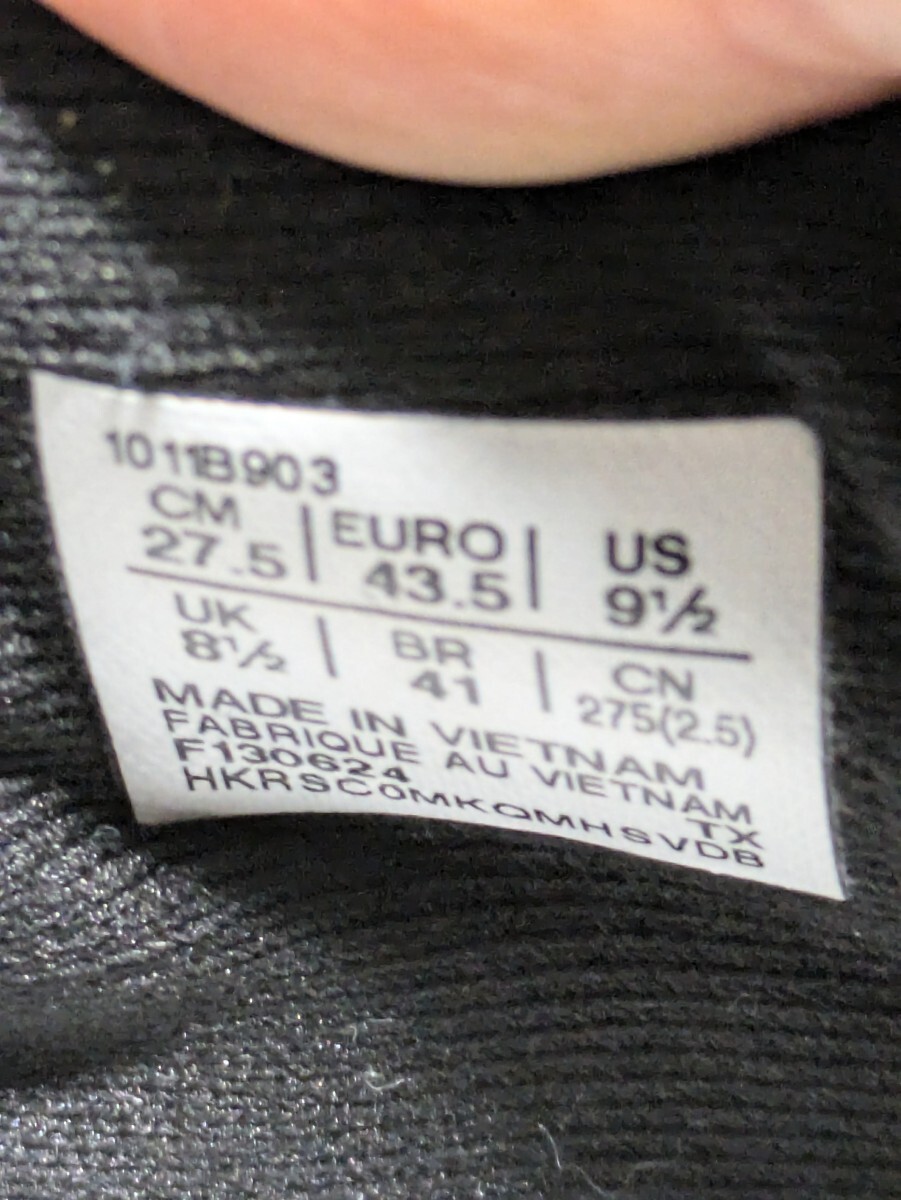 1011B903
CM | EURO | US
27.5 | 43.5 | 9½
UK | BR | CN
8½ | 41 | 275(2.5)
MADE IN VIETNAM
FABRIQUE AU VIETNAM
F130624 TX
HKRSC0MKQMHSVDB